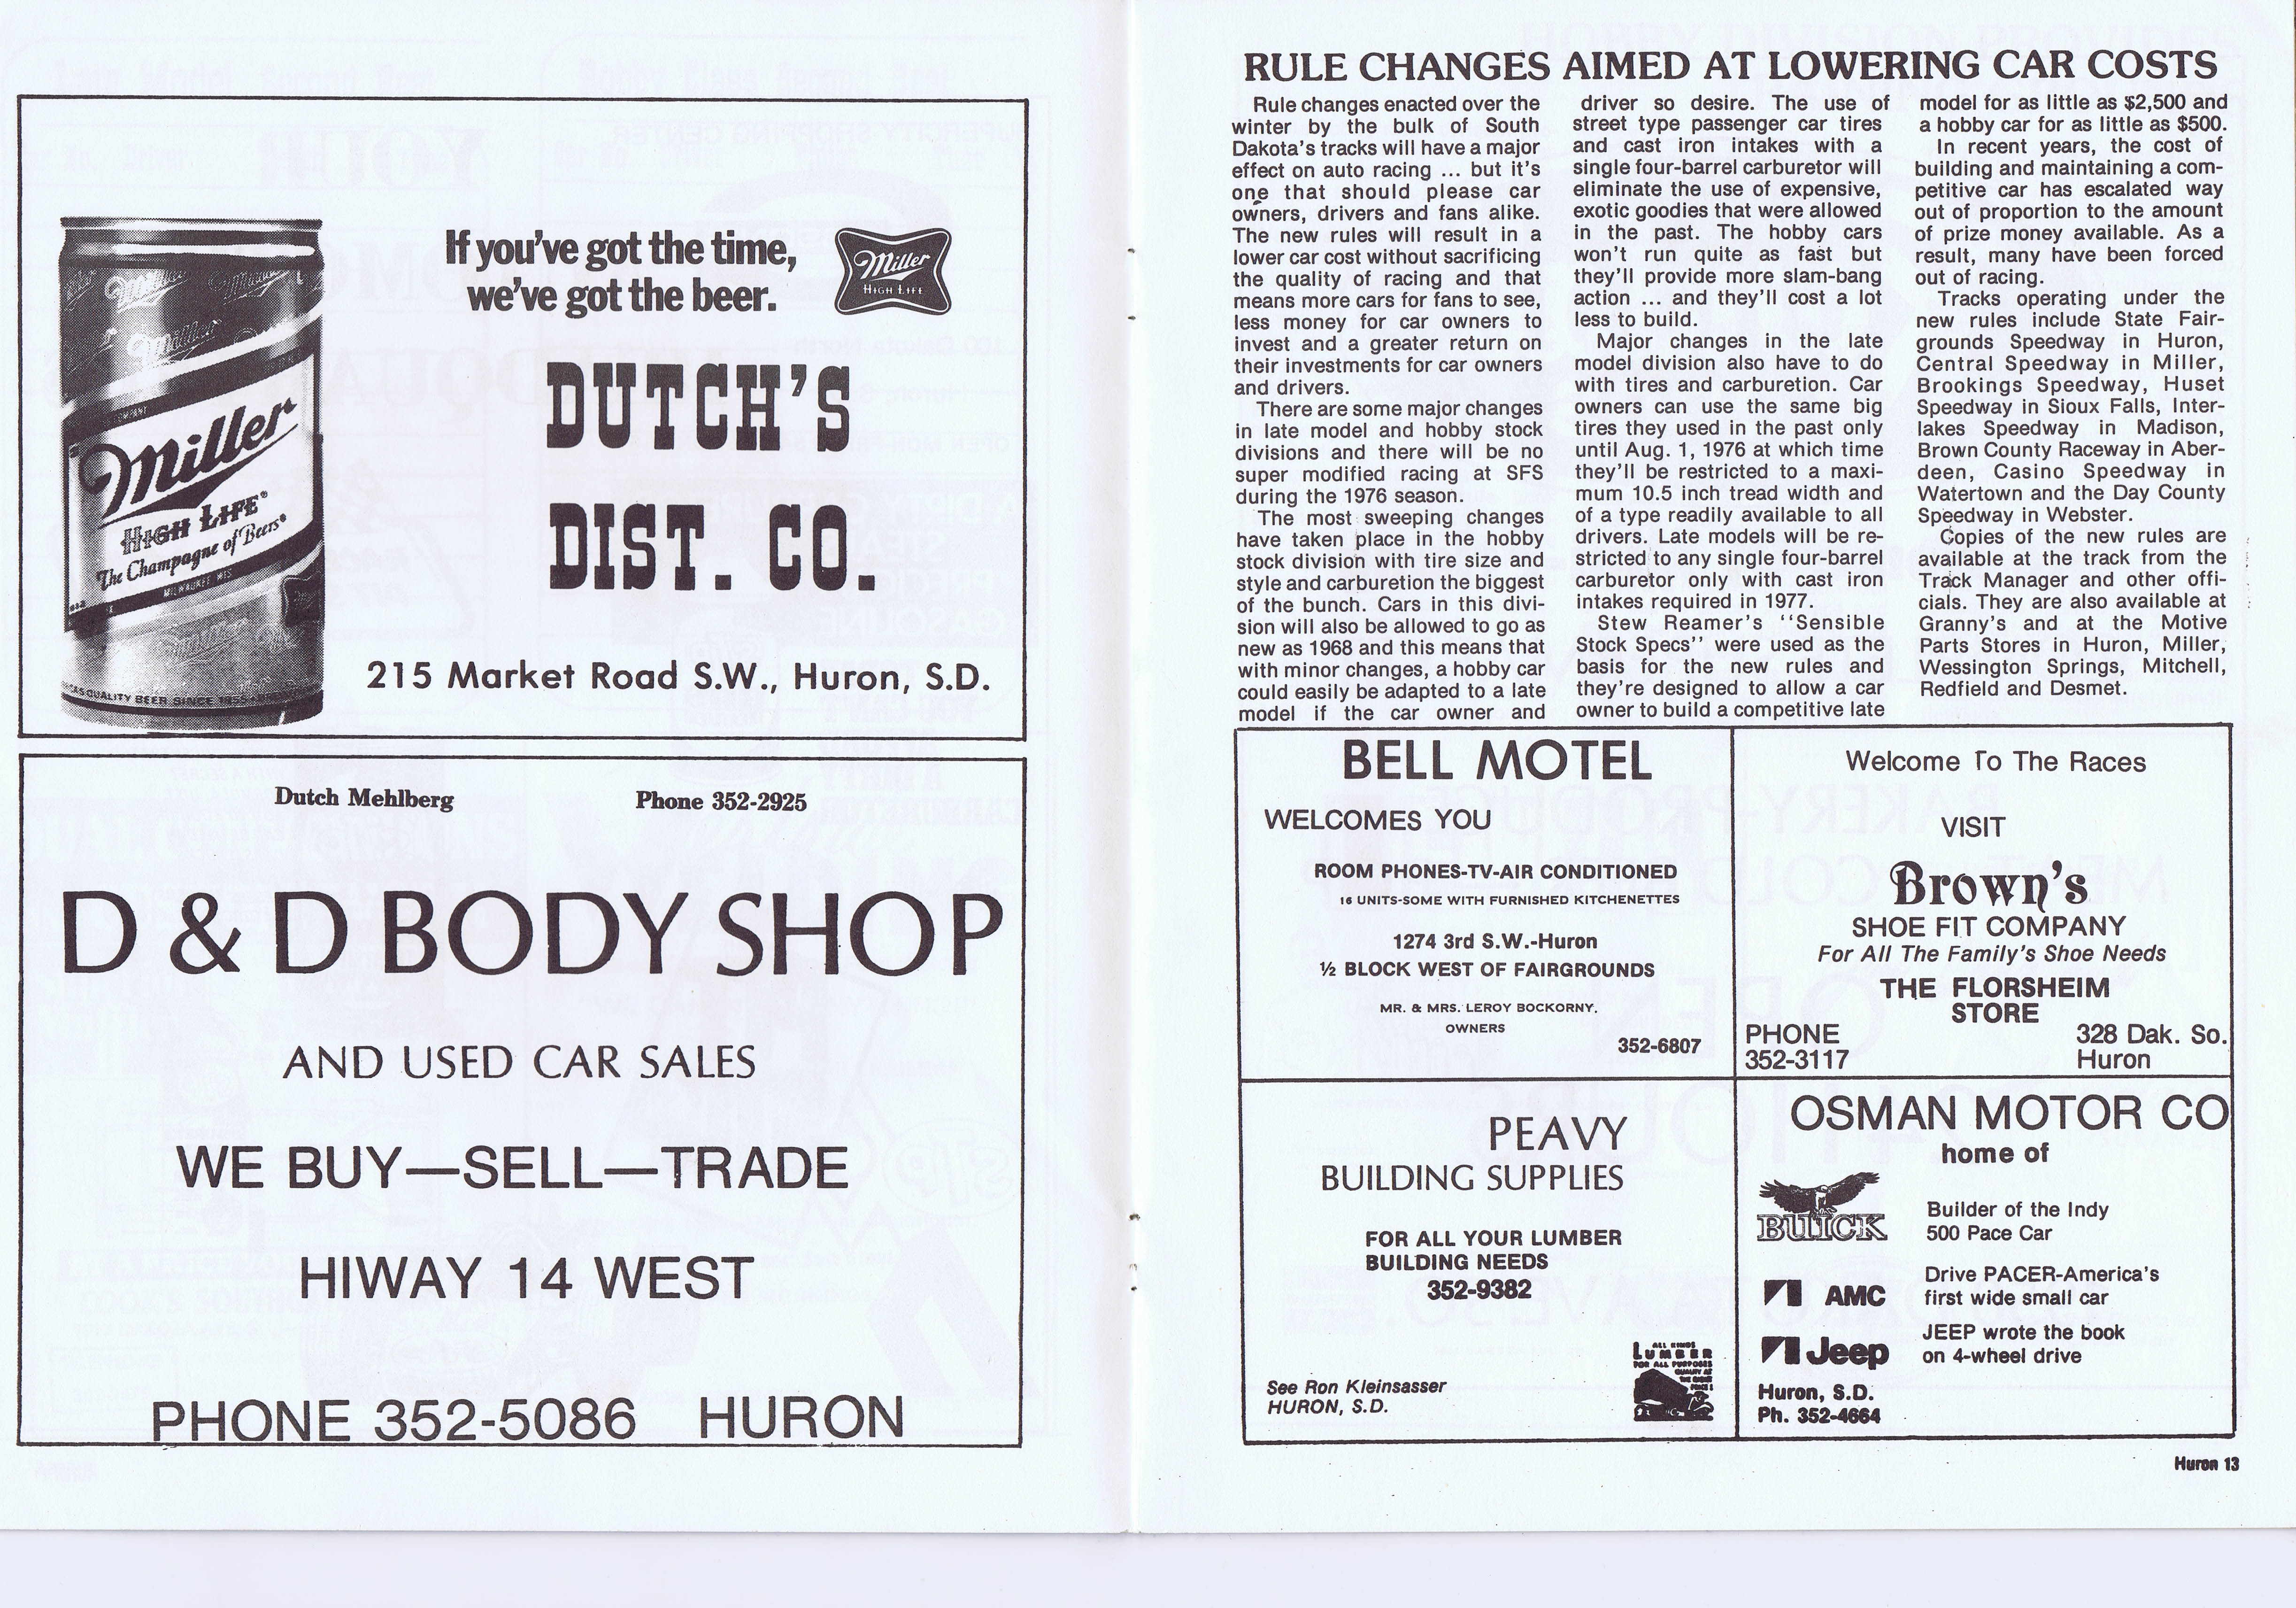 If you've got the time,
we've got the beer.
Miller
HIGH LIFE
Miller
HIGH LIFE®
The Champagne of Beers®
MILWAUKEE, WIS.
QUALITY BEER SINCE 1855
DUTCH'S
DIST. CO.
215 Market Road S.W., Huron, S.D.
Dutch Mehlberg
Phone 352-2925
D & D BODY SHOP
AND USED CAR SALES
WE BUY—SELL—TRADE
HIWAY 14 WEST
PHONE 352-5086 HURON
RULE CHANGES AIMED AT LOWERING CAR COSTS
Rule changes enacted over the
winter by the bulk of South
Dakota's tracks will have a major
effect on auto racing ... but it's
one that should please car
owners, drivers and fans alike.
The new rules will result in a
lower car cost without sacrificing
the quality of racing and that
means more cars for fans to see,
less money for car owners to
invest and a greater return on
their investments for car owners
and drivers.
There are some major changes
in late model and hobby stock
divisions and there will be no
super modified racing at SFS
during the 1976 season.
The most sweeping changes
have taken place in the hobby
stock division with tire size and
style and carburetion the biggest
of the bunch. Cars in this divi-
sion will also be allowed to go as
new as 1968 and this means that
with minor changes, a hobby car
could easily be adapted to a late
model if the car owner and
driver so desire. The use of
street type passenger car tires
and cast iron intakes with a
single four-barrel carburetor will
eliminate the use of expensive,
exotic goodies that were allowed
in the past. The hobby cars
won't run quite as fast but
they'll provide more slam-bang
action ... and they'll cost a lot
less to build.
Major changes in the late
model division also have to do
with tires and carburetion. Car
owners can use the same big
tires they used in the past only
until Aug. 1, 1976 at which time
they'll be restricted to a maxi-
mum 10.5 inch tread width and
of a type readily available to all
drivers. Late models will be re-
stricted to any single four-barrel
carburetor only with cast iron
intakes required in 1977.
Stew Reamer's "Sensible
Stock Specs" were used as the
basis for the new rules and
they're designed to allow a car
owner to build a competitive late
model for as little as $2,500 and
a hobby car for as little as $500.
In recent years, the cost of
building and maintaining a com-
petitive car has escalated way
out of proportion to the amount
of prize money available. As a
result, many have been forced
out of racing.
Tracks operating under the
new rules include State Fair-
grounds Speedway in Huron,
Central Speedway in Miller,
Brookings Speedway, Huset
Speedway in Sioux Falls, Inter-
lakes Speedway in Madison,
Brown County Raceway in Aber-
deen, Casino Speedway in
Watertown and the Day County
Speedway in Webster.
Copies of the new rules are
available at the track from the
Track Manager and other offi-
cials. They are also available at
Granny's and at the Motive
Parts Stores in Huron, Miller,
Wessington Springs, Mitchell,
Redfield and Desmet.
BELL MOTEL
WELCOMES YOU
ROOM PHONES-TV-AIR CONDITIONED
16 UNITS-SOME WITH FURNISHED KITCHENETTES
1274 3rd S.W.-Huron
½ BLOCK WEST OF FAIRGROUNDS
MR. & MRS. LEROY BOCKORNY.
OWNERS
352-6807
Welcome To The Races
VISIT
Brown's
SHOE FIT COMPANY
For All The Family's Shoe Needs
THE FLORSHEIM
STORE
PHONE
352-3117
328 Dak. So.
Huron
PEAVY
BUILDING SUPPLIES
FOR ALL YOUR LUMBER
BUILDING NEEDS
352-9382
See Ron Kleinsasser
HURON, S.D.
ALL KINDS
LUMBER
FOR ALL PURPOSES
QUALITY AT
OSMAN MOTOR CO
home of
BUICK
Builder of the Indy
500 Pace Car
AMC
Drive PACER-America's
first wide small car
Jeep
JEEP wrote the book
on 4-wheel drive
Huron, S.D.
Ph. 352-4664
Huron 13